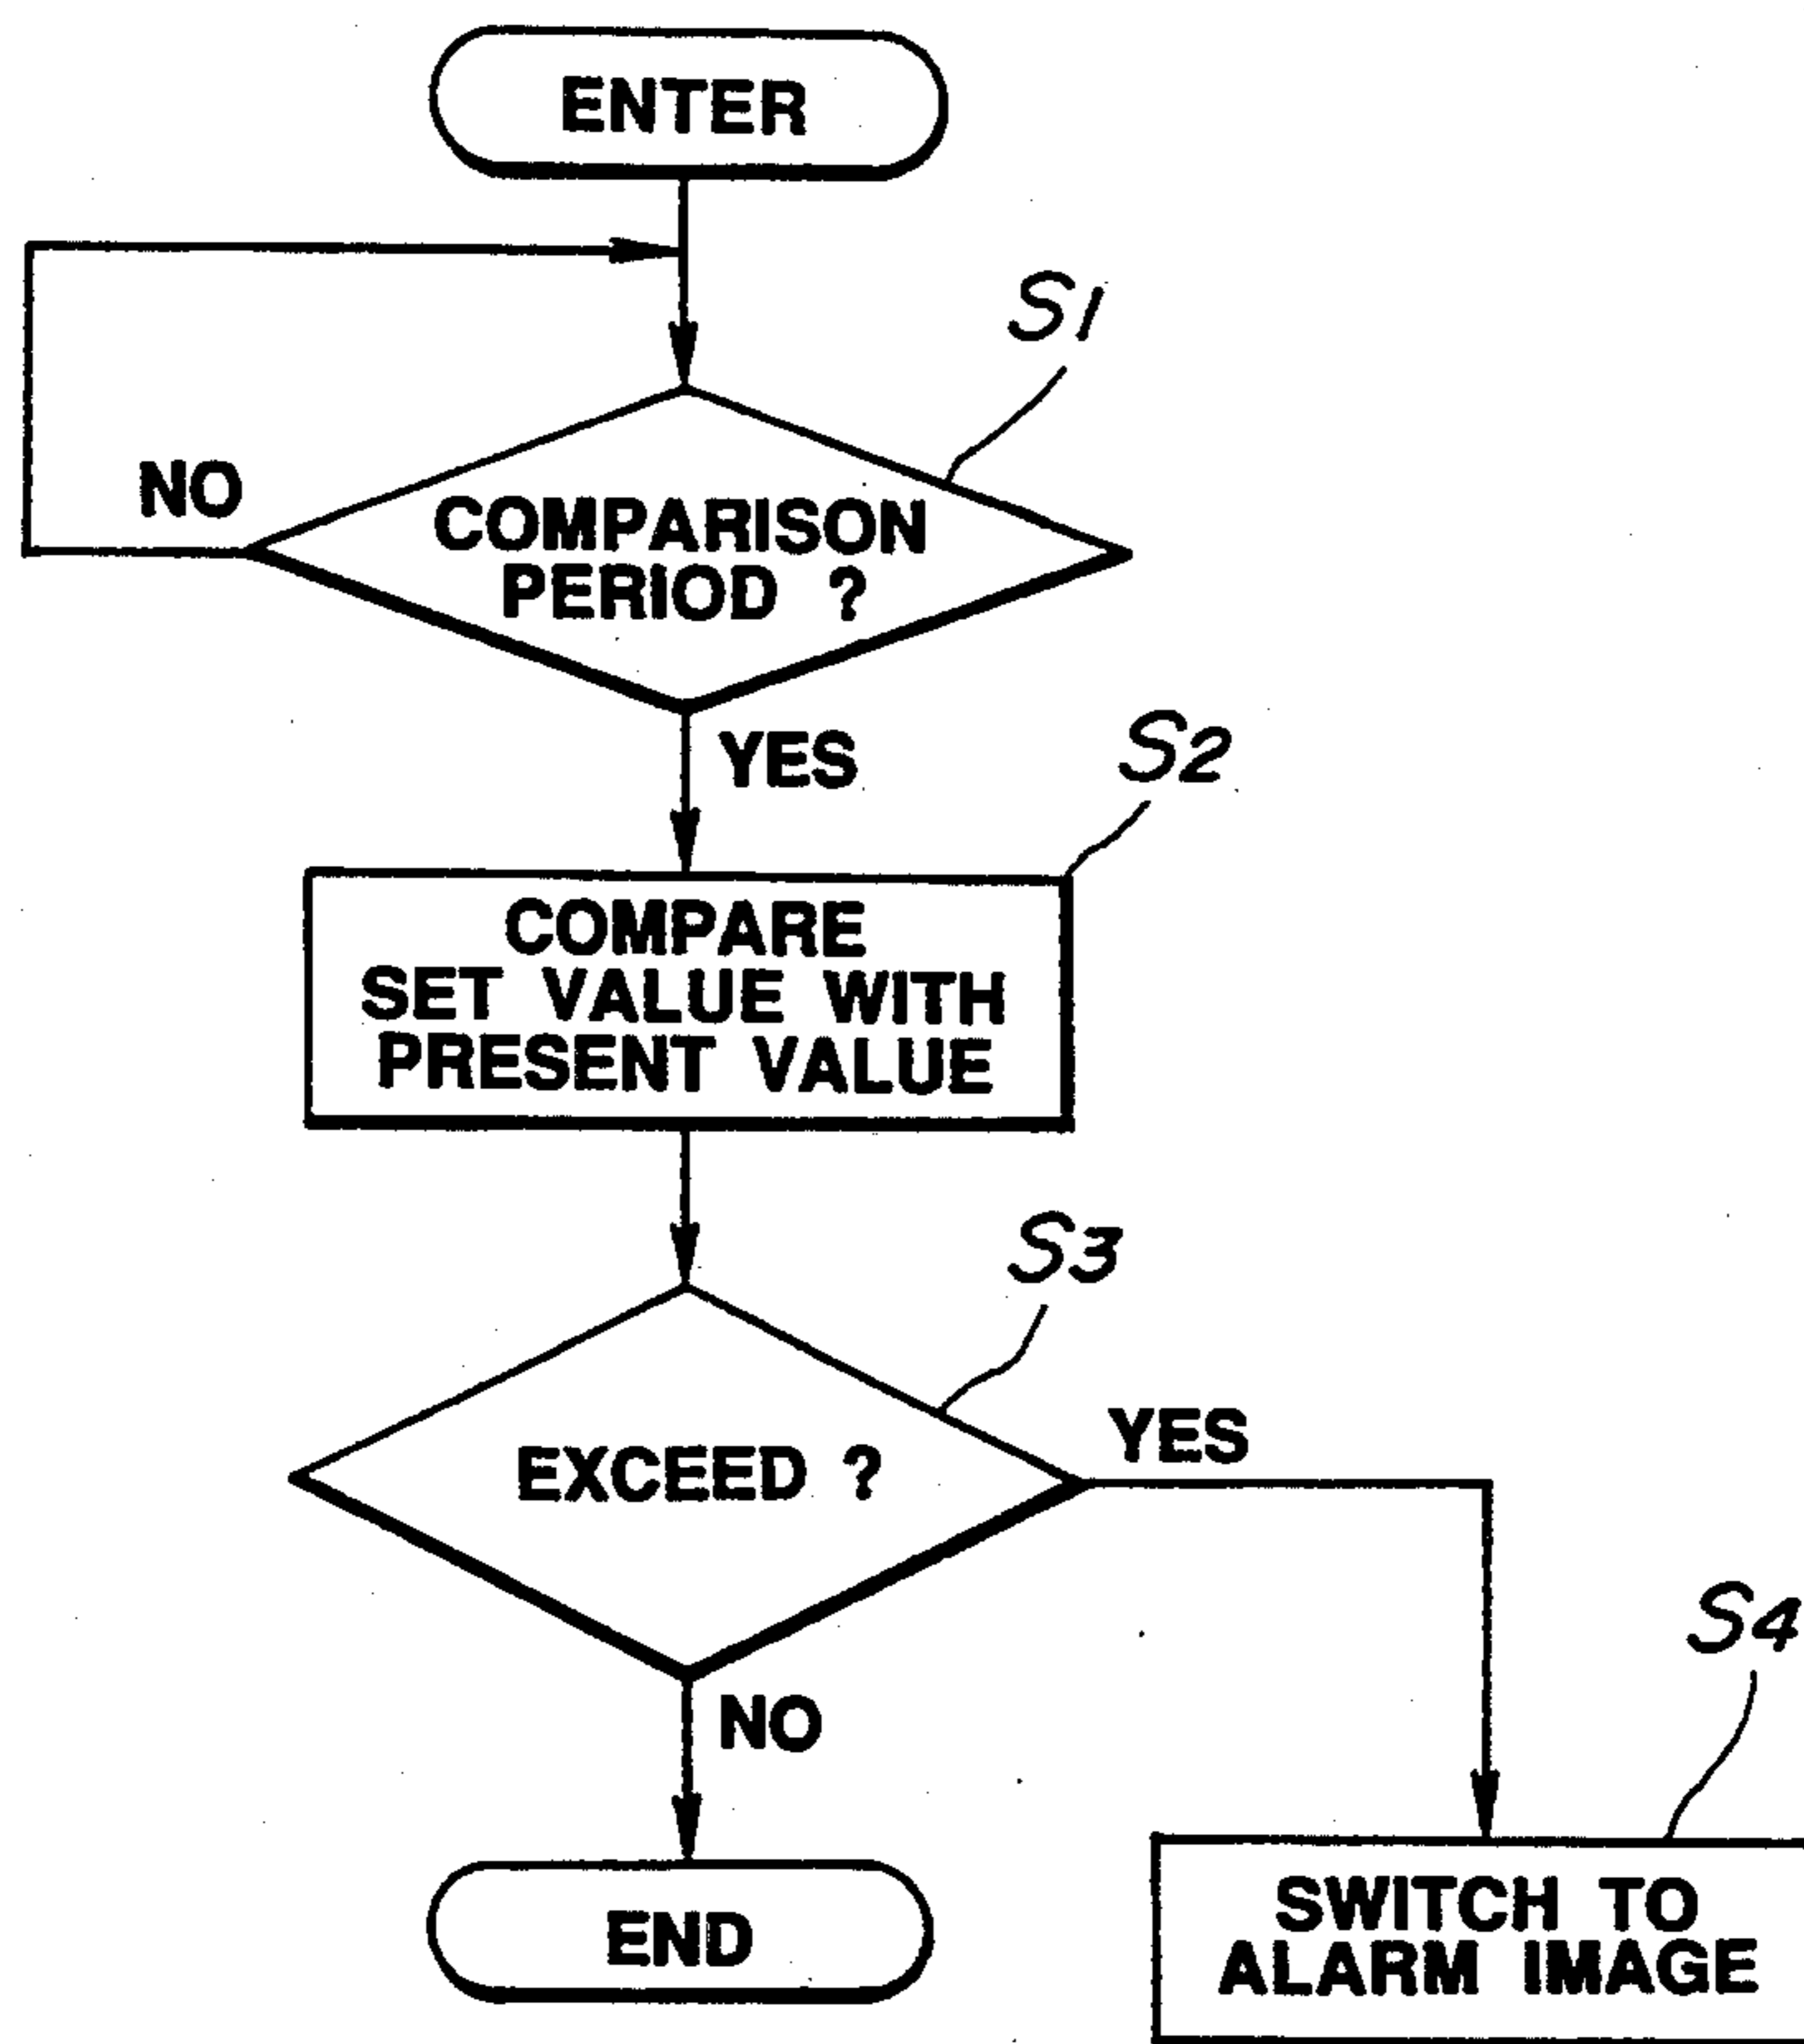 ENTER
S1
NO
COMPARISON
PERIOD ?
YES
S2
COMPARE
SET VALUE WITH
PRESENT VALUE
S3
EXCEED ?
YES
NO
S4
END
SWITCH TO
ALARM IMAGE